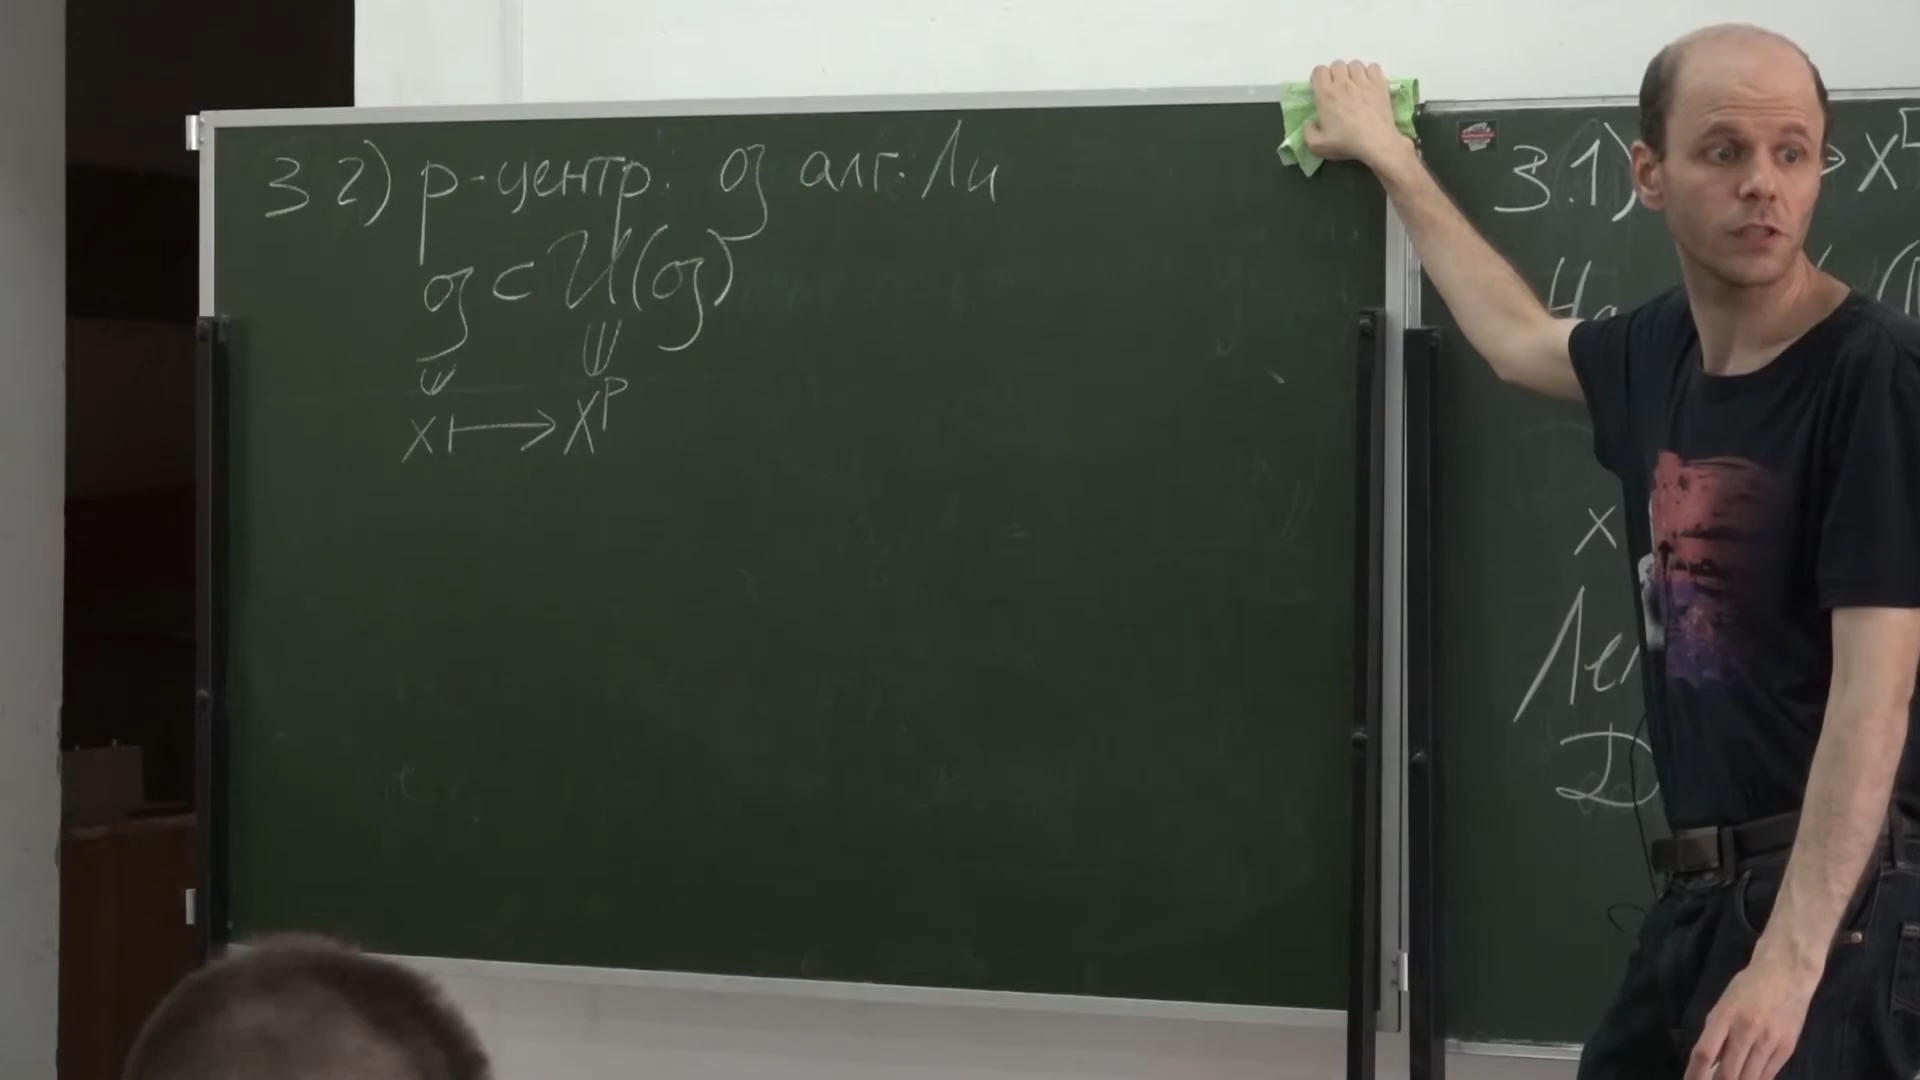 3 2) p-центр. 𝔤 алг. Ли
𝔤 ⊂ U(𝔤)
x ↦ x^p
3.1)
x